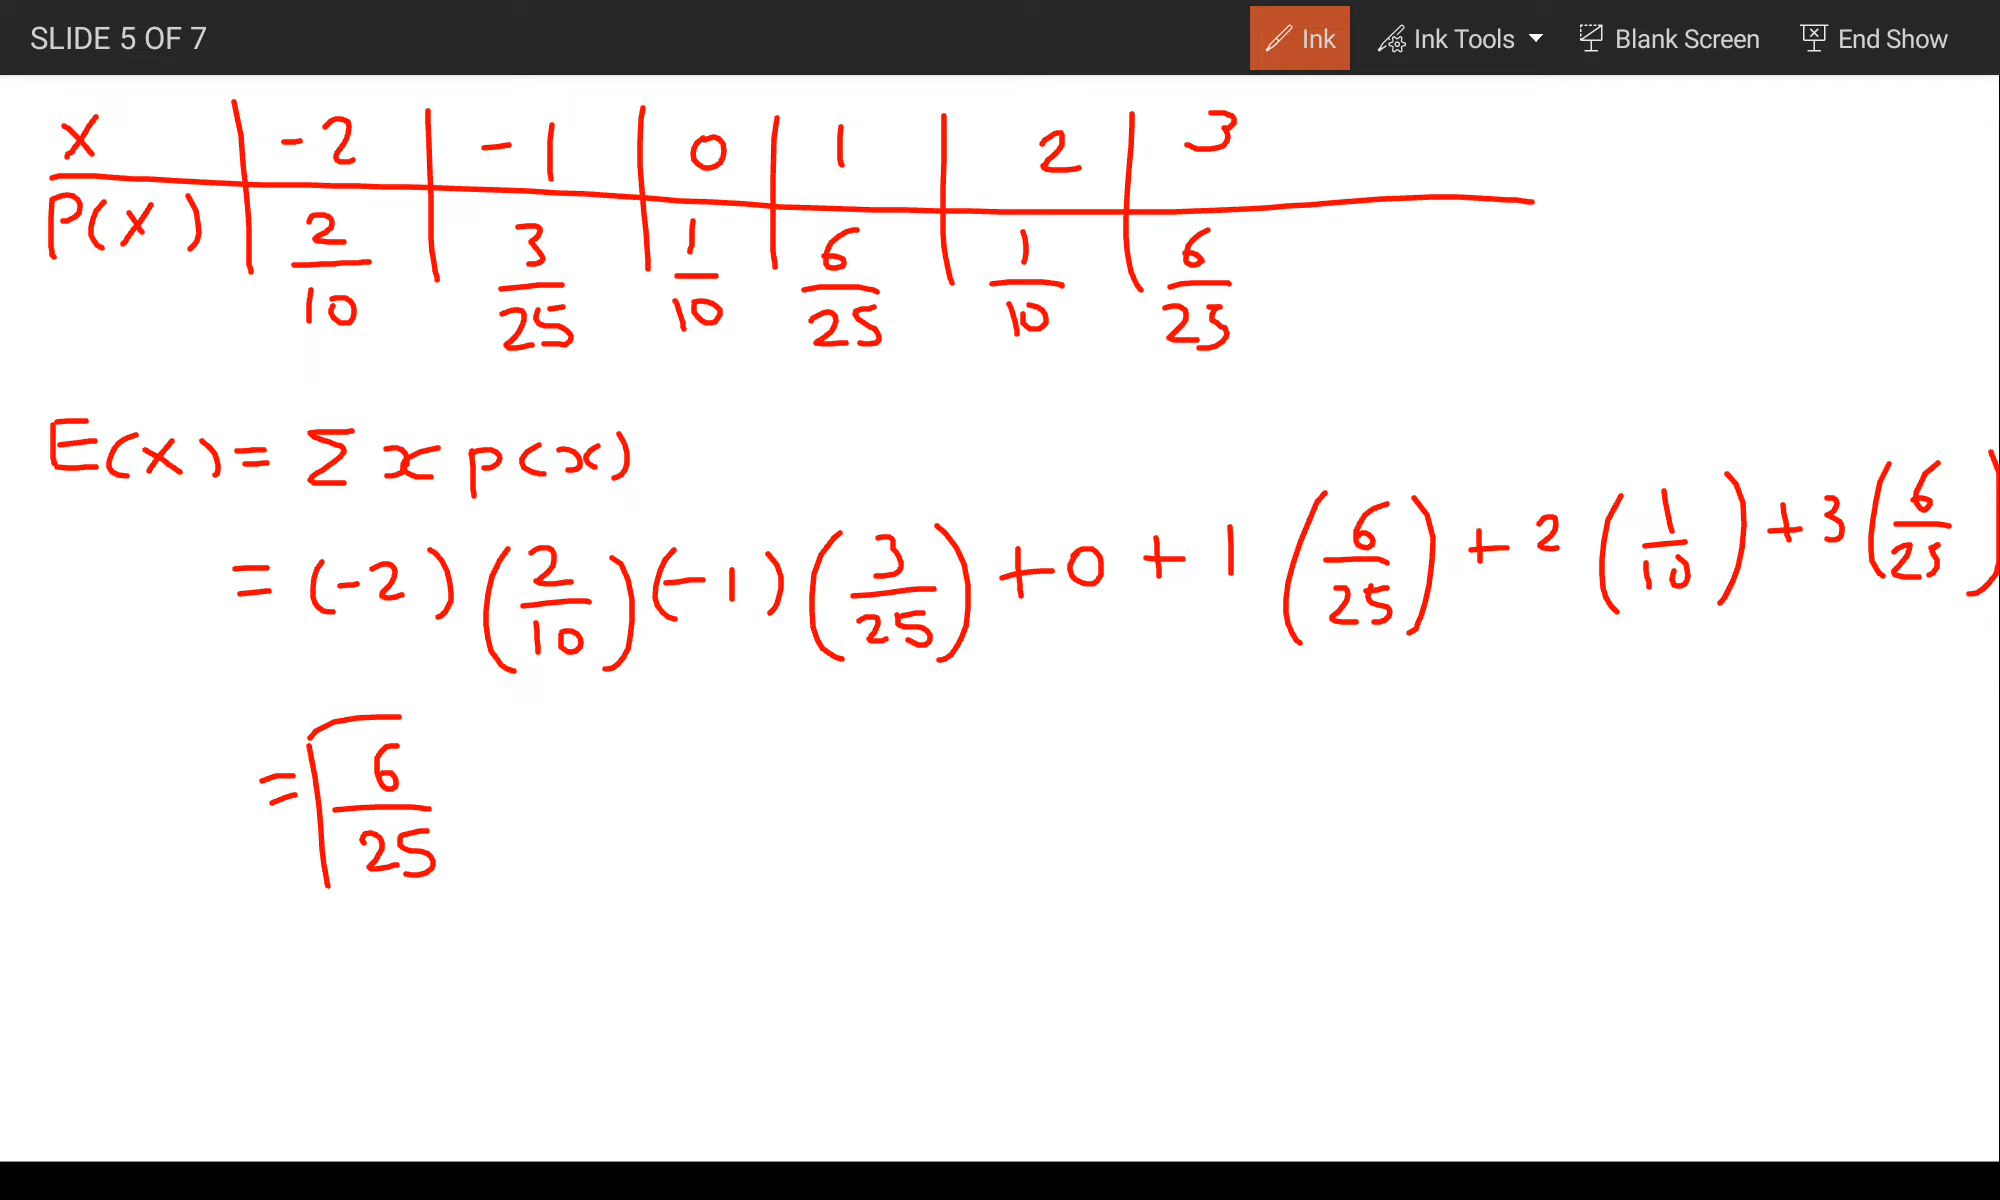 SLIDE 5 OF 7 Ink Ink Tools Blank Screen End Show
X | -2 | -1 | 0 | 1 | 2 | 3
P(X) | 2/10 | 3/25 | 1/10 | 6/25 | 1/10 | 6/25
E(X) = Σ x p(x)
= (-2) (2/10) (-1) (3/25) + 0 + 1 (6/25) + 2 (1/10) + 3 (6/25)
= 6/25